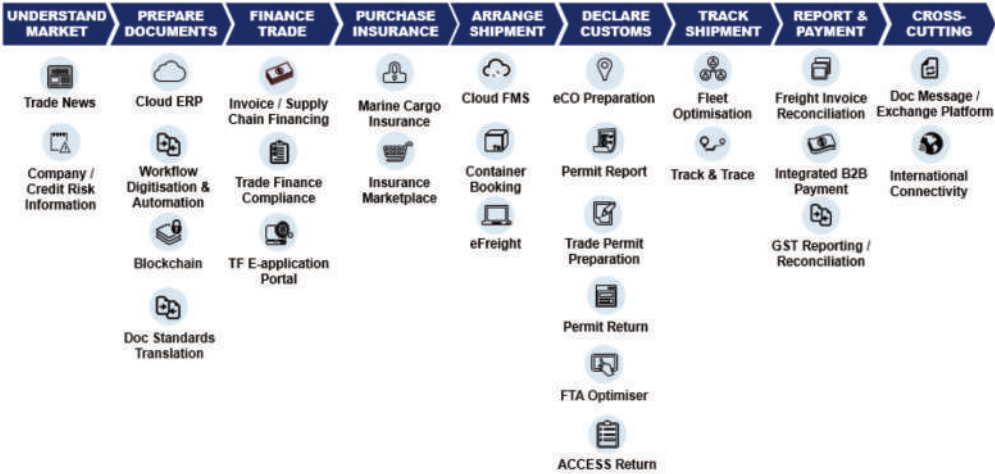 UNDERSTAND
MARKET
PREPARE
DOCUMENTS
FINANCE
TRADE
PURCHASE
INSURANCE
ARRANGE
SHIPMENT
DECLARE
CUSTOMS
TRACK
SHIPMENT
REPORT &
PAYMENT
CROSS-
CUTTING
Trade News
Company /
Credit Risk
Information
Cloud ERP
Workflow
Digitisation &
Automation
Blockchain
Doc Standards
Translation
Invoice / Supply
Chain Financing
Trade Finance
Compliance
TF E-application
Portal
Marine Cargo
Insurance
Insurance
Marketplace
Cloud FMS
Container
Booking
eFreight
eCO Preparation
Permit Report
Trade Permit
Preparation
Permit Return
FTA Optimiser
ACCESS Return
Fleet
Optimisation
Track & Trace
Freight Invoice
Reconciliation
Integrated B2B
Payment
GST Reporting /
Reconciliation
Doc Message /
Exchange Platform
International
Connectivity